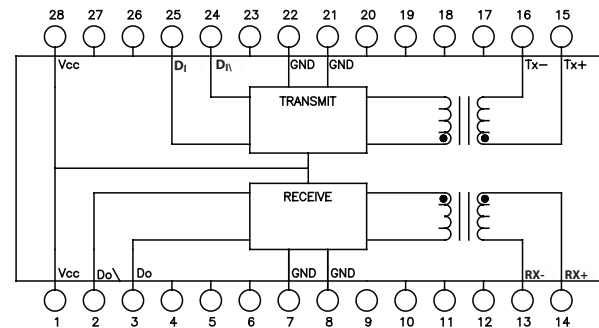 28 27 26 25 24 23 22 21 20 19 18 17 16 15
Vcc DI DI\ GND GND Tx- Tx+
TRANSMIT
RECEIVE
Vcc Do\ Do GND GND RX- RX+
1 2 3 4 5 6 7 8 9 10 11 12 13 14